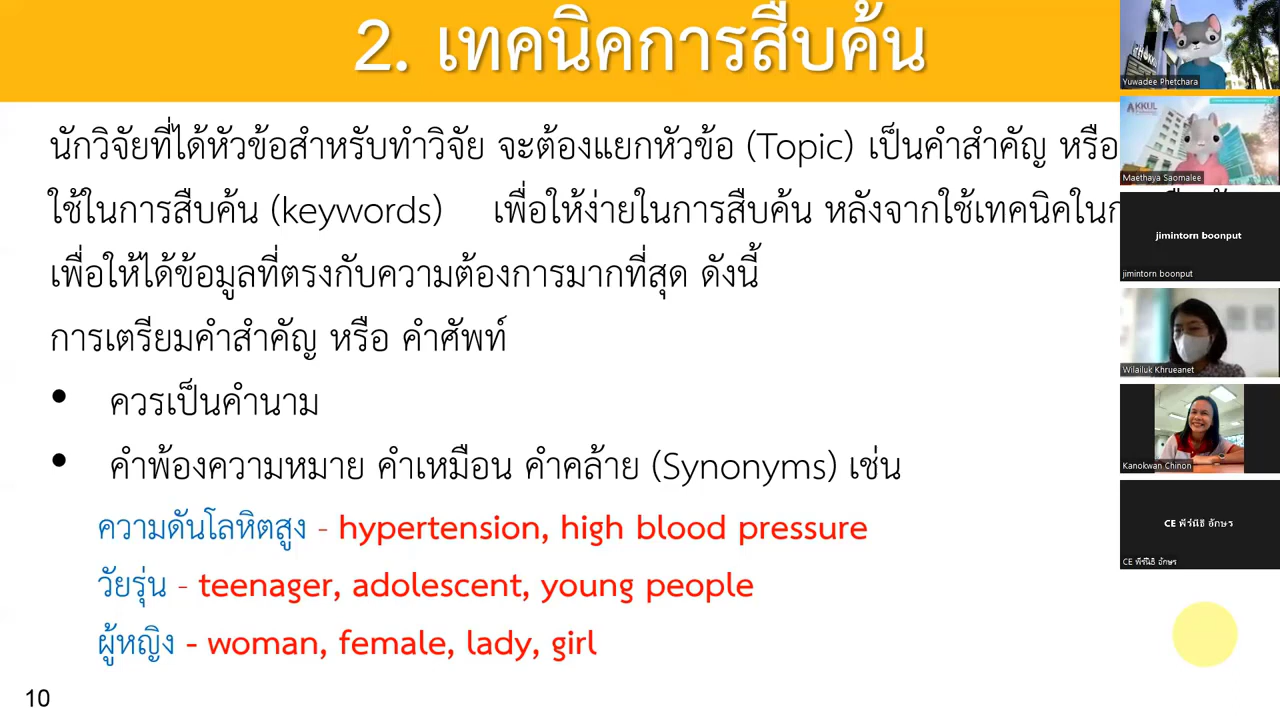 2. เทคนิคการสืบค้น
นักวิจัยที่ได้หัวข้อสำหรับทำวิจัย จะต้องแยกหัวข้อ (Topic) เป็นคำสำคัญ หรือ
ใช้ในการสืบค้น (keywords) เพื่อให้ง่ายในการสืบค้น หลังจากใช้เทคนิคใน
เพื่อให้ได้ข้อมูลที่ตรงกับความต้องการมากที่สุด ดังนี้
การเตรียมคำสำคัญ หรือ คำศัพท์
• ควรเป็นคำนาม
• คำพ้องความหมาย คำเหมือน คำคล้าย (Synonyms) เช่น
ความดันโลหิตสูง - hypertension, high blood pressure
วัยรุ่น - teenager, adolescent, young people
ผู้หญิง - woman, female, lady, girl
10
Yuwadee Phetchara
Maethaya Saomalee
jimintorn boonput
jimintorn boonput
Wilailuk Khrueanet
Kanokwan Chinon
CE พีรนิธิ อักษร
CE พีรนิธิ อักษร